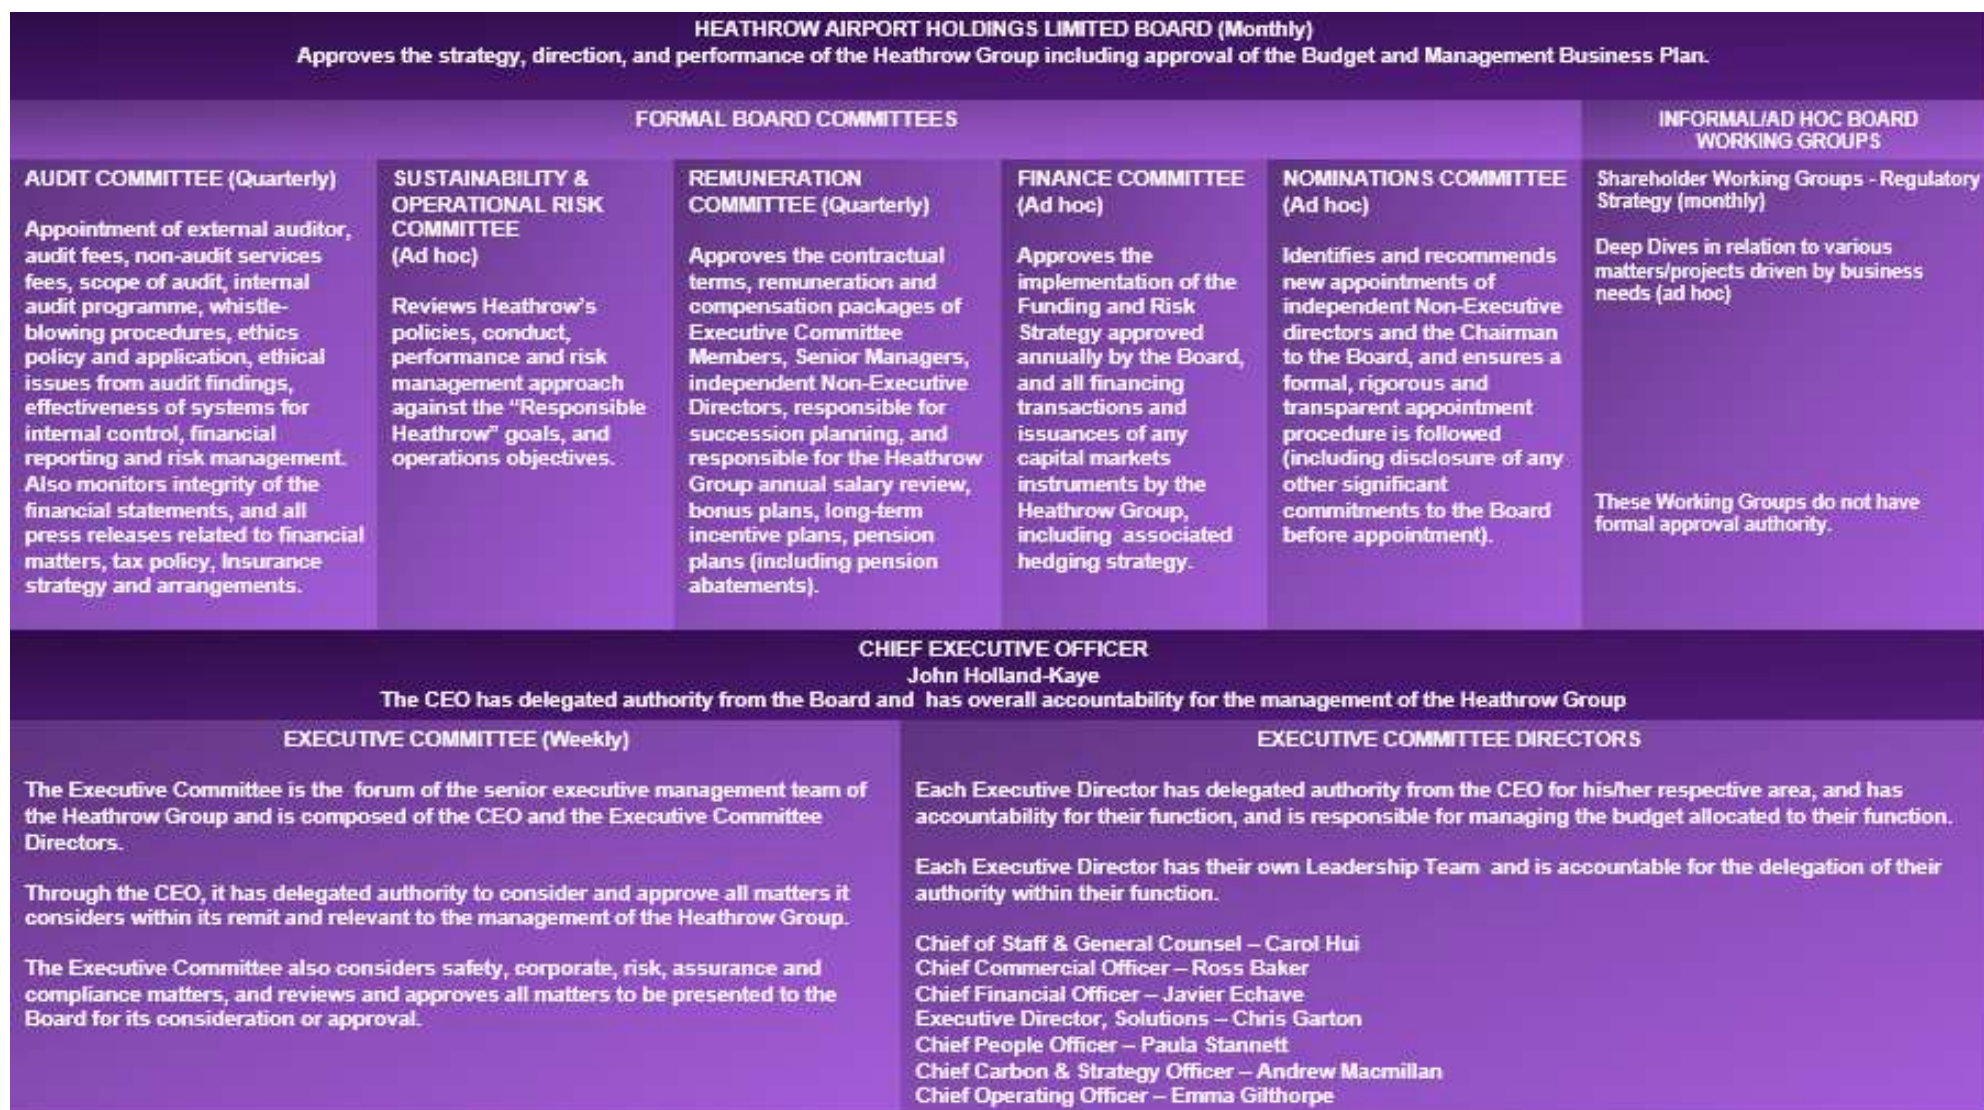 HEATHROW AIRPORT HOLDINGS LIMITED BOARD (Monthly)
Approves the strategy, direction, and performance of the Heathrow Group including approval of the Budget and Management Business Plan.
FORMAL BOARD COMMITTEES
INFORMAL/AD HOC BOARD
WORKING GROUPS
AUDIT COMMITTEE (Quarterly)
Appointment of external auditor,
audit fees, non-audit services
fees, scope of audit, internal
audit programme, whistle-
blowing procedures, ethics
policy and application, ethical
issues from audit findings,
effectiveness of systems for
internal control, financial
reporting and risk management.
Also monitors integrity of the
financial statements, and all
press releases related to financial
matters, tax policy, Insurance
strategy and arrangements.
SUSTAINABILITY &
OPERATIONAL RISK
COMMITTEE
(Ad hoc)
Reviews Heathrow's
policies, conduct,
performance and risk
management approach
against the “Responsible
Heathrow” goals, and
operations objectives.
REMUNERATION
COMMITTEE (Quarterly)
Approves the contractual
terms, remuneration and
compensation packages of
Executive Committee
Members, Senior Managers,
independent Non-Executive
Directors, responsible for
succession planning, and
responsible for the Heathrow
Group annual salary review,
bonus plans, long-term
incentive plans, pension
plans (including pension
abatements).
FINANCE COMMITTEE
(Ad hoc)
Approves the
implementation of the
Funding and Risk
Strategy approved
annually by the Board,
and all financing
transactions and
issuances of any
capital markets
instruments by the
Heathrow Group,
including associated
hedging strategy.
NOMINATIONS COMMITTEE
(Ad hoc)
Identifies and recommends
new appointments of
independent Non-Executive
directors and the Chairman
to the Board, and ensures a
formal, rigorous and
transparent appointment
procedure is followed
(including disclosure of any
other significant
commitments to the Board
before appointment).
Shareholder Working Groups - Regulatory
Strategy (monthly)
Deep Dives in relation to various
matters/projects driven by business
needs (ad hoc)
These Working Groups do not have
formal approval authority.
CHIEF EXECUTIVE OFFICER
John Holland-Kaye
The CEO has delegated authority from the Board and has overall accountability for the management of the Heathrow Group
EXECUTIVE COMMITTEE (Weekly)
The Executive Committee is the forum of the senior executive management team of
the Heathrow Group and is composed of the CEO and the Executive Committee
Directors.
Through the CEO, it has delegated authority to consider and approve all matters it
considers within its remit and relevant to the management of the Heathrow Group.
The Executive Committee also considers safety, corporate, risk, assurance and
compliance matters, and reviews and approves all matters to be presented to the
Board for its consideration or approval.
EXECUTIVE COMMITTEE DIRECTORS
Each Executive Director has delegated authority from the CEO for his/her respective area, and has
accountability for their function, and is responsible for managing the budget allocated to their function.
Each Executive Director has their own Leadership Team and is accountable for the delegation of their
authority within their function.
Chief of Staff & General Counsel – Carol Hui
Chief Commercial Officer – Ross Baker
Chief Financial Officer – Javier Echave
Executive Director, Solutions – Chris Garton
Chief People Officer – Paula Stannett
Chief Carbon & Strategy Officer – Andrew Macmillan
Chief Operating Officer – Emma Gilthorpe